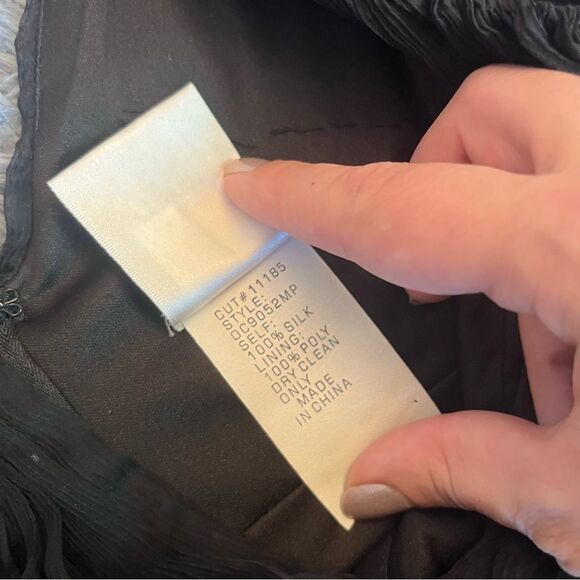 CUT#11185
STYLE:
DC9052MP
SELF:
100% SILK
LINING:
100% POLY
DRY CLEAN
ONLY
MADE
IN CHINA